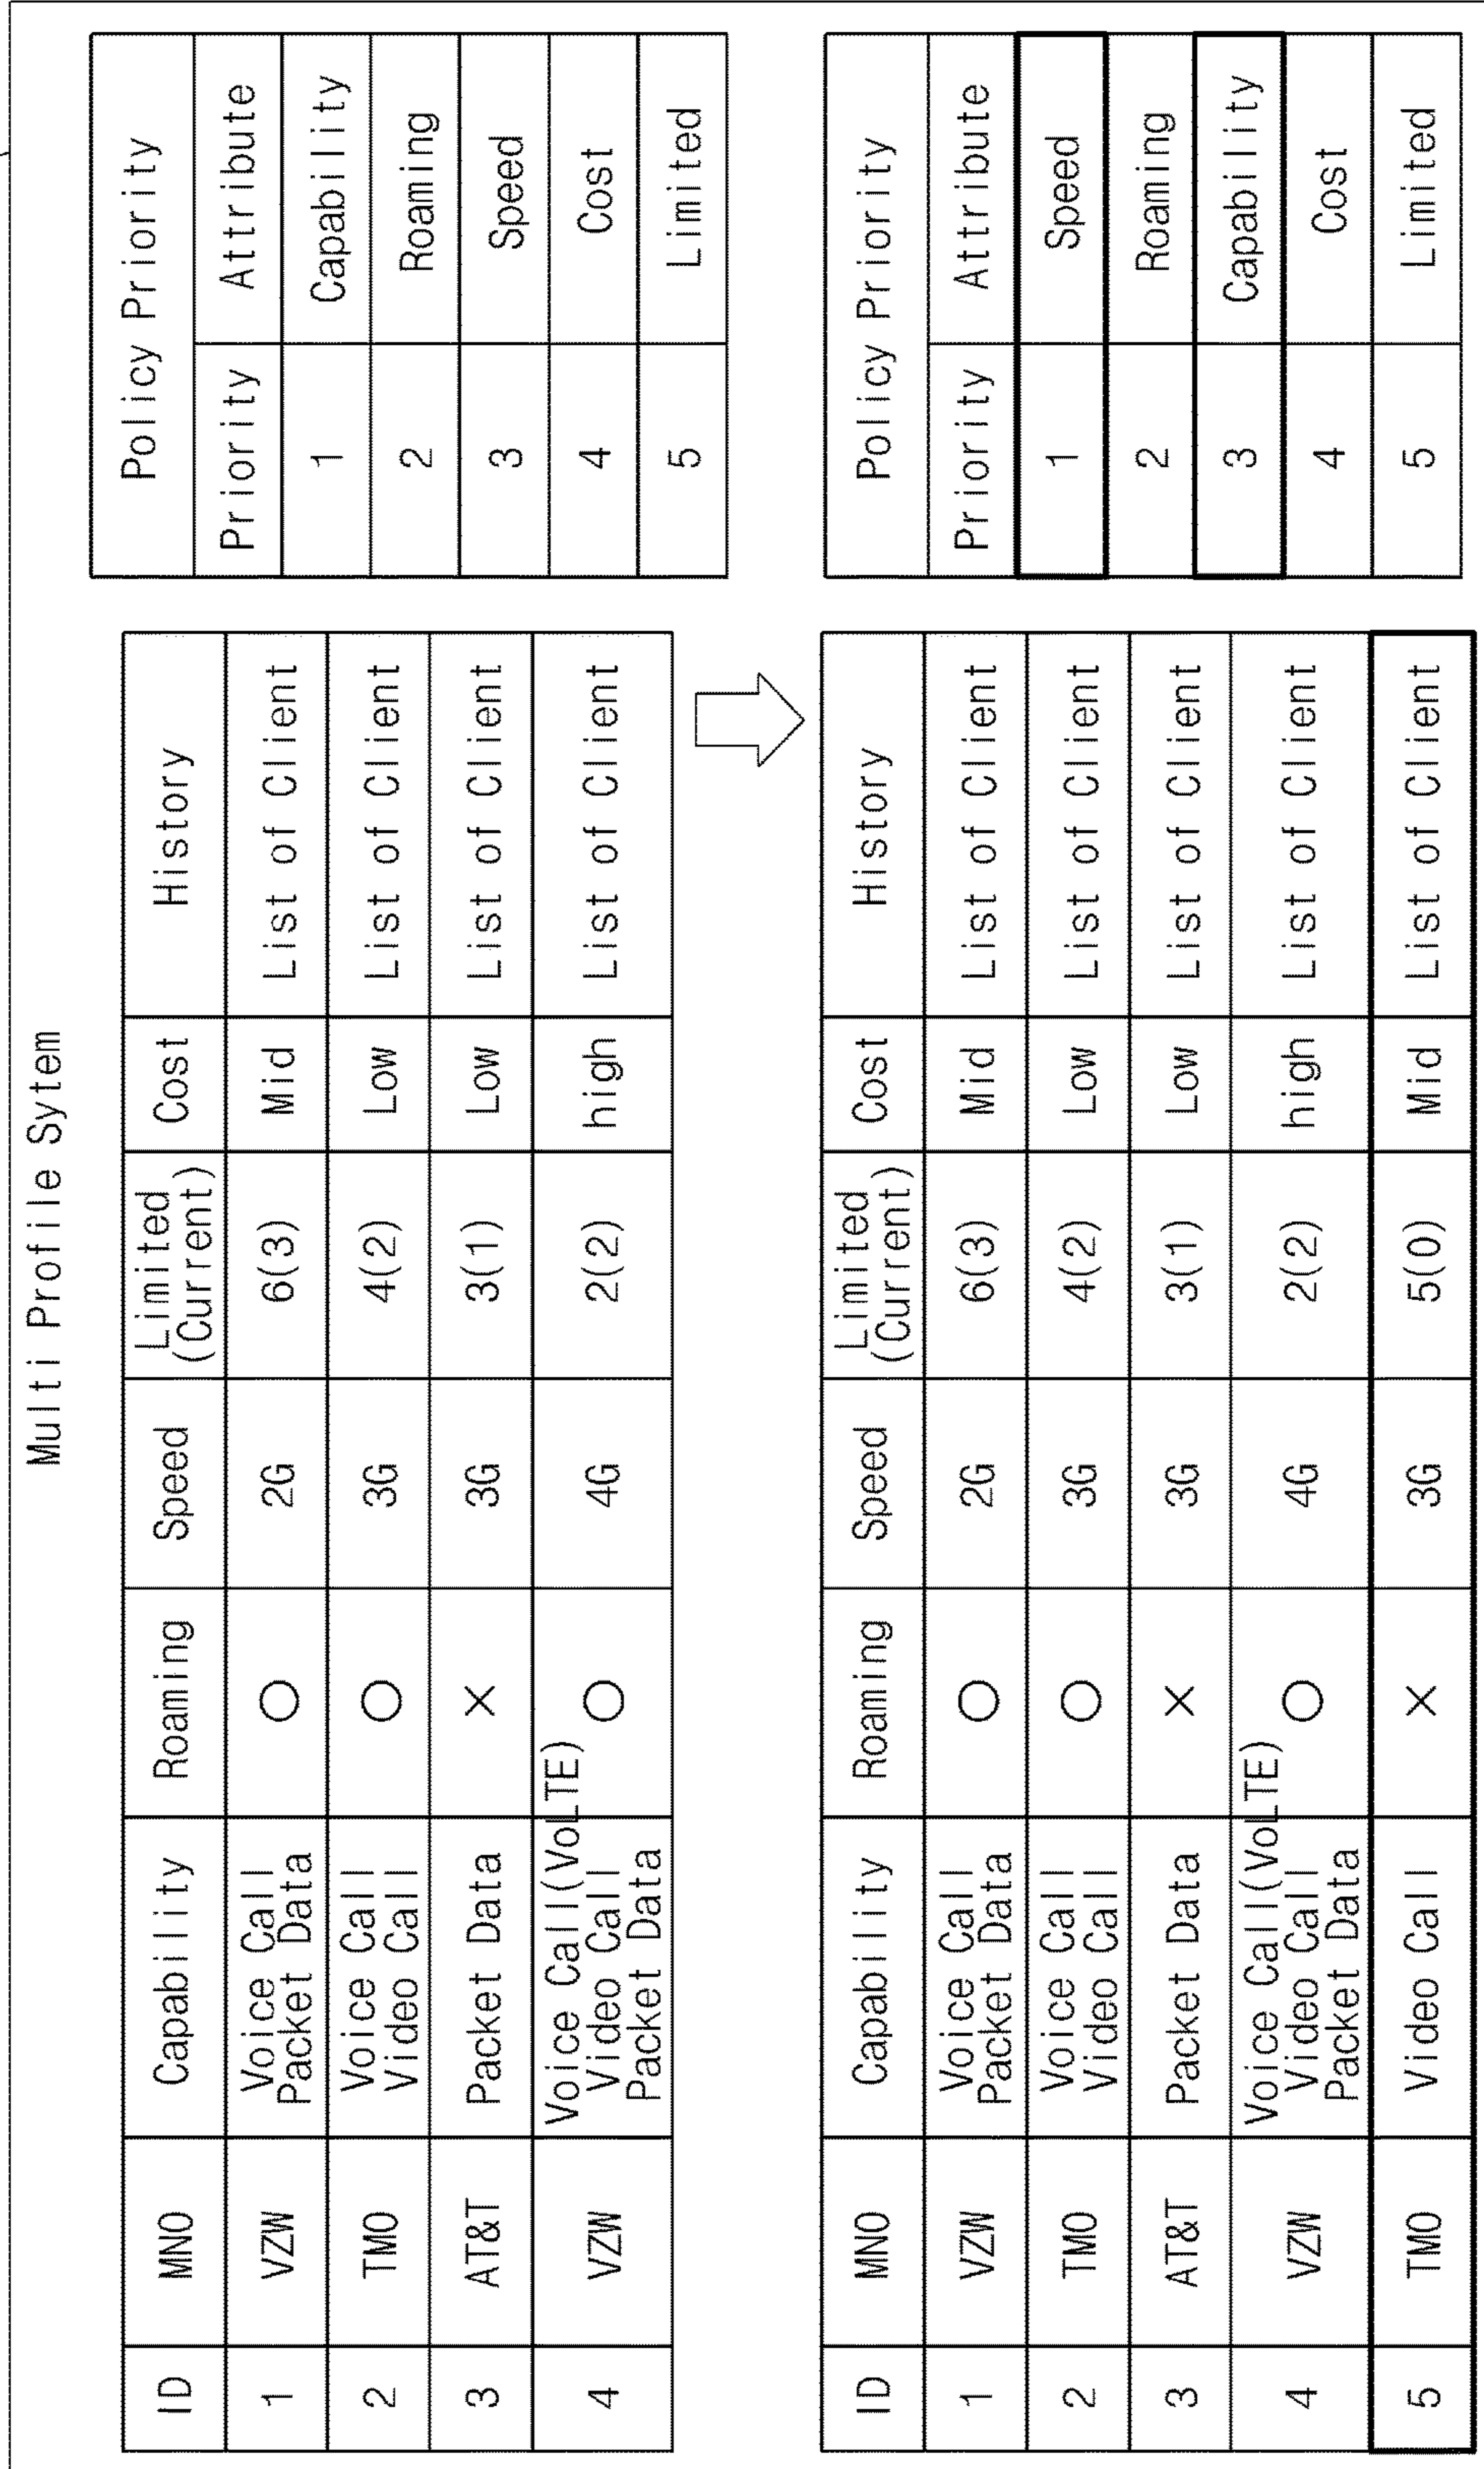 Multi Profile Sytem
ID MNO Capability Roaming Speed Limited (Current) Cost History
1 VZW Voice Call Packet Data ○ 2G 6(3) Mid List of Client
2 TMO Voice Call Video Call ○ 3G 4(2) Low List of Client
3 AT&T Packet Data × 3G 3(1) Low List of Client
4 VZW Voice Call(VoLTE) Video Call Packet Data ○ 4G 2(2) high List of Client
Policy Priority
Priority Attribute
1 Capability
2 Roaming
3 Speed
4 Cost
5 Limited
ID MNO Capability Roaming Speed Limited (Current) Cost History
1 VZW Voice Call Packet Data ○ 2G 6(3) Mid List of Client
2 TMO Voice Call Video Call ○ 3G 4(2) Low List of Client
3 AT&T Packet Data × 3G 3(1) Low List of Client
4 VZW Voice Call(VoLTE) Video Call Packet Data ○ 4G 2(2) high List of Client
5 TMO Video Call × 3G 5(0) Mid List of Client
Policy Priority
Priority Attribute
1 Speed
2 Roaming
3 Capability
4 Cost
5 Limited